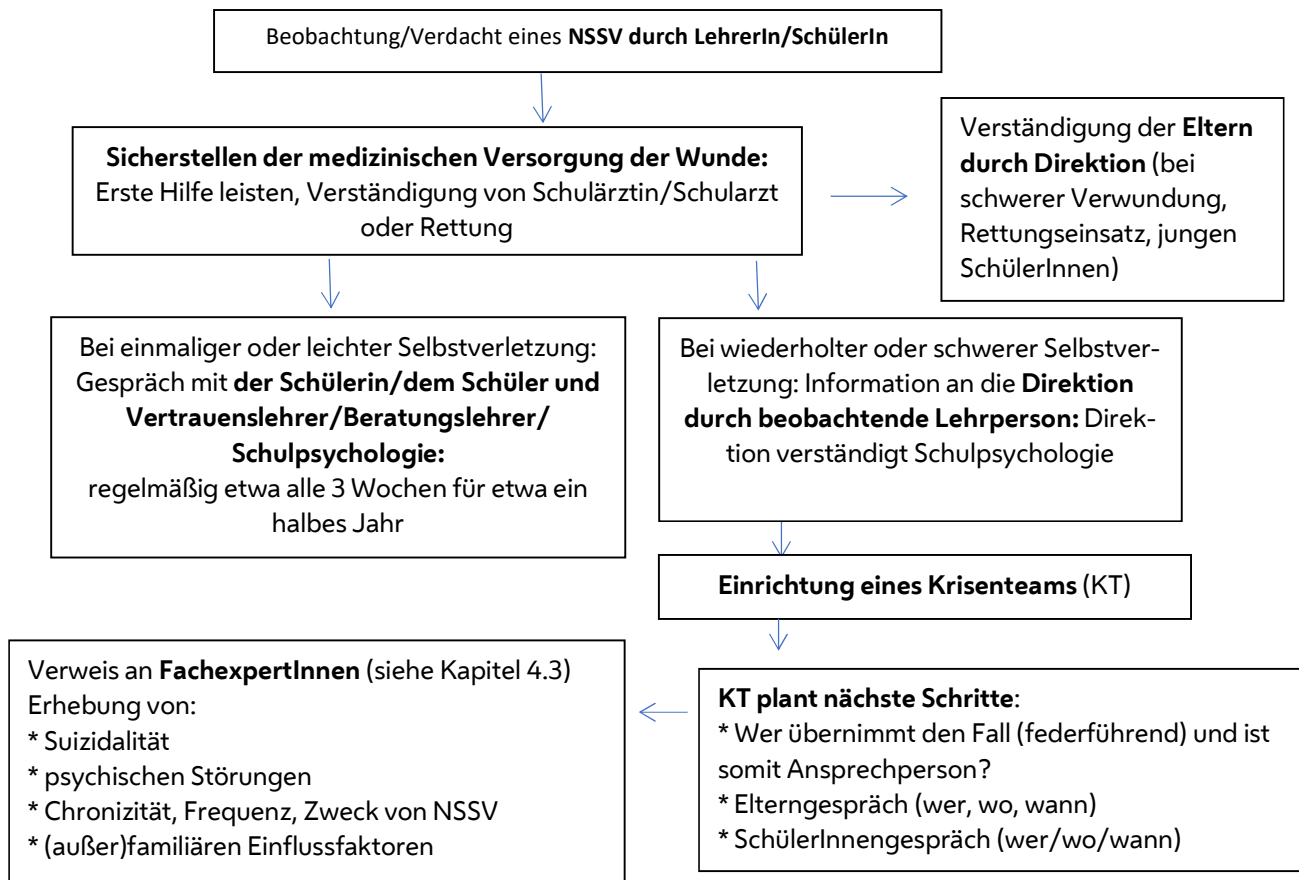 Beobachtung/Verdacht eines NSSV durch LehrerIn/SchülerIn
Sicherstellen der medizinischen Versorgung der Wunde:
Erste Hilfe leisten, Verständigung von Schulärztin/Schularzt
oder Rettung
Verständigung der Eltern
durch Direktion (bei
schwerer Verwundung,
Rettungseinsatz, jungen
SchülerInnen)
Bei einmaliger oder leichter Selbstverletzung:
Gespräch mit der Schülerin/dem Schüler und
Vertrauenslehrer/Beratungslehrer/
Schulpsychologie:
regelmäßig etwa alle 3 Wochen für etwa ein
halbes Jahr
Bei wiederholter oder schwerer Selbstver-
letzung: Information an die Direktion
durch beobachtende Lehrperson: Direk-
tion verständigt Schulpsychologie
Einrichtung eines Krisenteams (KT)
KT plant nächste Schritte:
* Wer übernimmt den Fall (federführend) und ist
somit Ansprechperson?
* Elterngespräch (wer, wo, wann)
* SchülerInnengespräch (wer/wo/wann)
Verweis an FachexpertInnen (siehe Kapitel 4.3)
Erhebung von:
* Suizidalität
* psychischen Störungen
* Chronizität, Frequenz, Zweck von NSSV
* (außer)familiären Einflussfaktoren